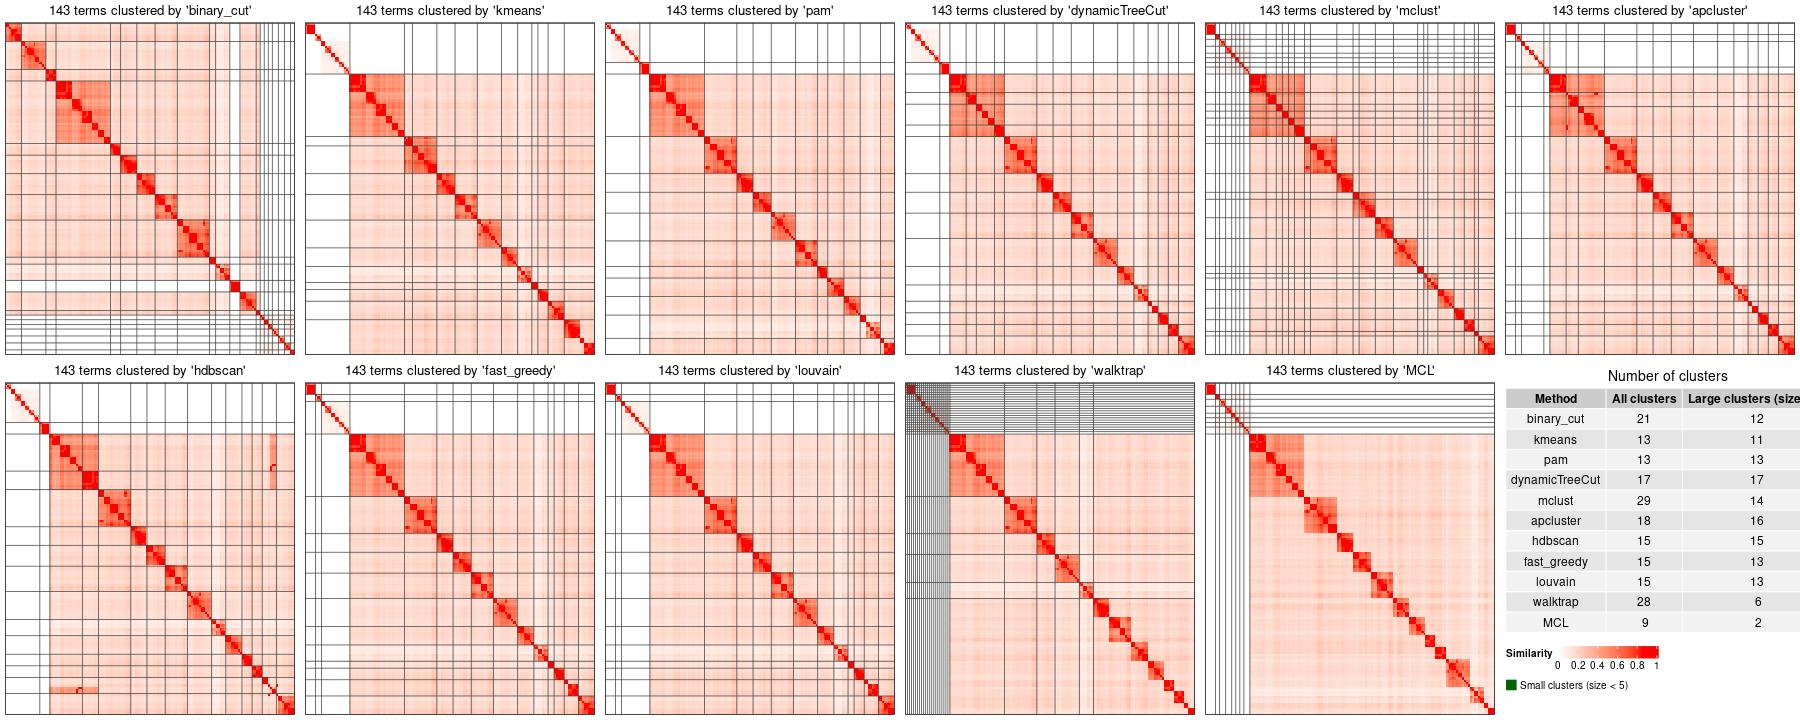 143 terms clustered by 'binary_cut'
143 terms clustered by 'kmeans'
143 terms clustered by 'pam'
143 terms clustered by 'dynamicTreeCut'
143 terms clustered by 'mclust'
143 terms clustered by 'apcluster'
143 terms clustered by 'hdbscan'
143 terms clustered by 'fast_greedy'
143 terms clustered by 'louvain'
143 terms clustered by 'walktrap'
143 terms clustered by 'MCL'
Number of clusters
Method All clusters Large clusters (size
binary_cut 21 12
kmeans 13 11
pam 13 13
dynamicTreeCut 17 17
mclust 29 14
apcluster 18 16
hdbscan 15 15
fast_greedy 15 13
louvain 15 13
walktrap 28 6
MCL 9 2
Similarity
0 0.2 0.4 0.6 0.8 1
Small clusters (size < 5)